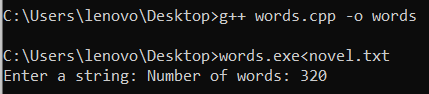 C:\Users\lenovo\Desktop>g++ words.cpp -o words
C:\Users\lenovo\Desktop>words.exe<novel.txt
Enter a string: Number of words: 320